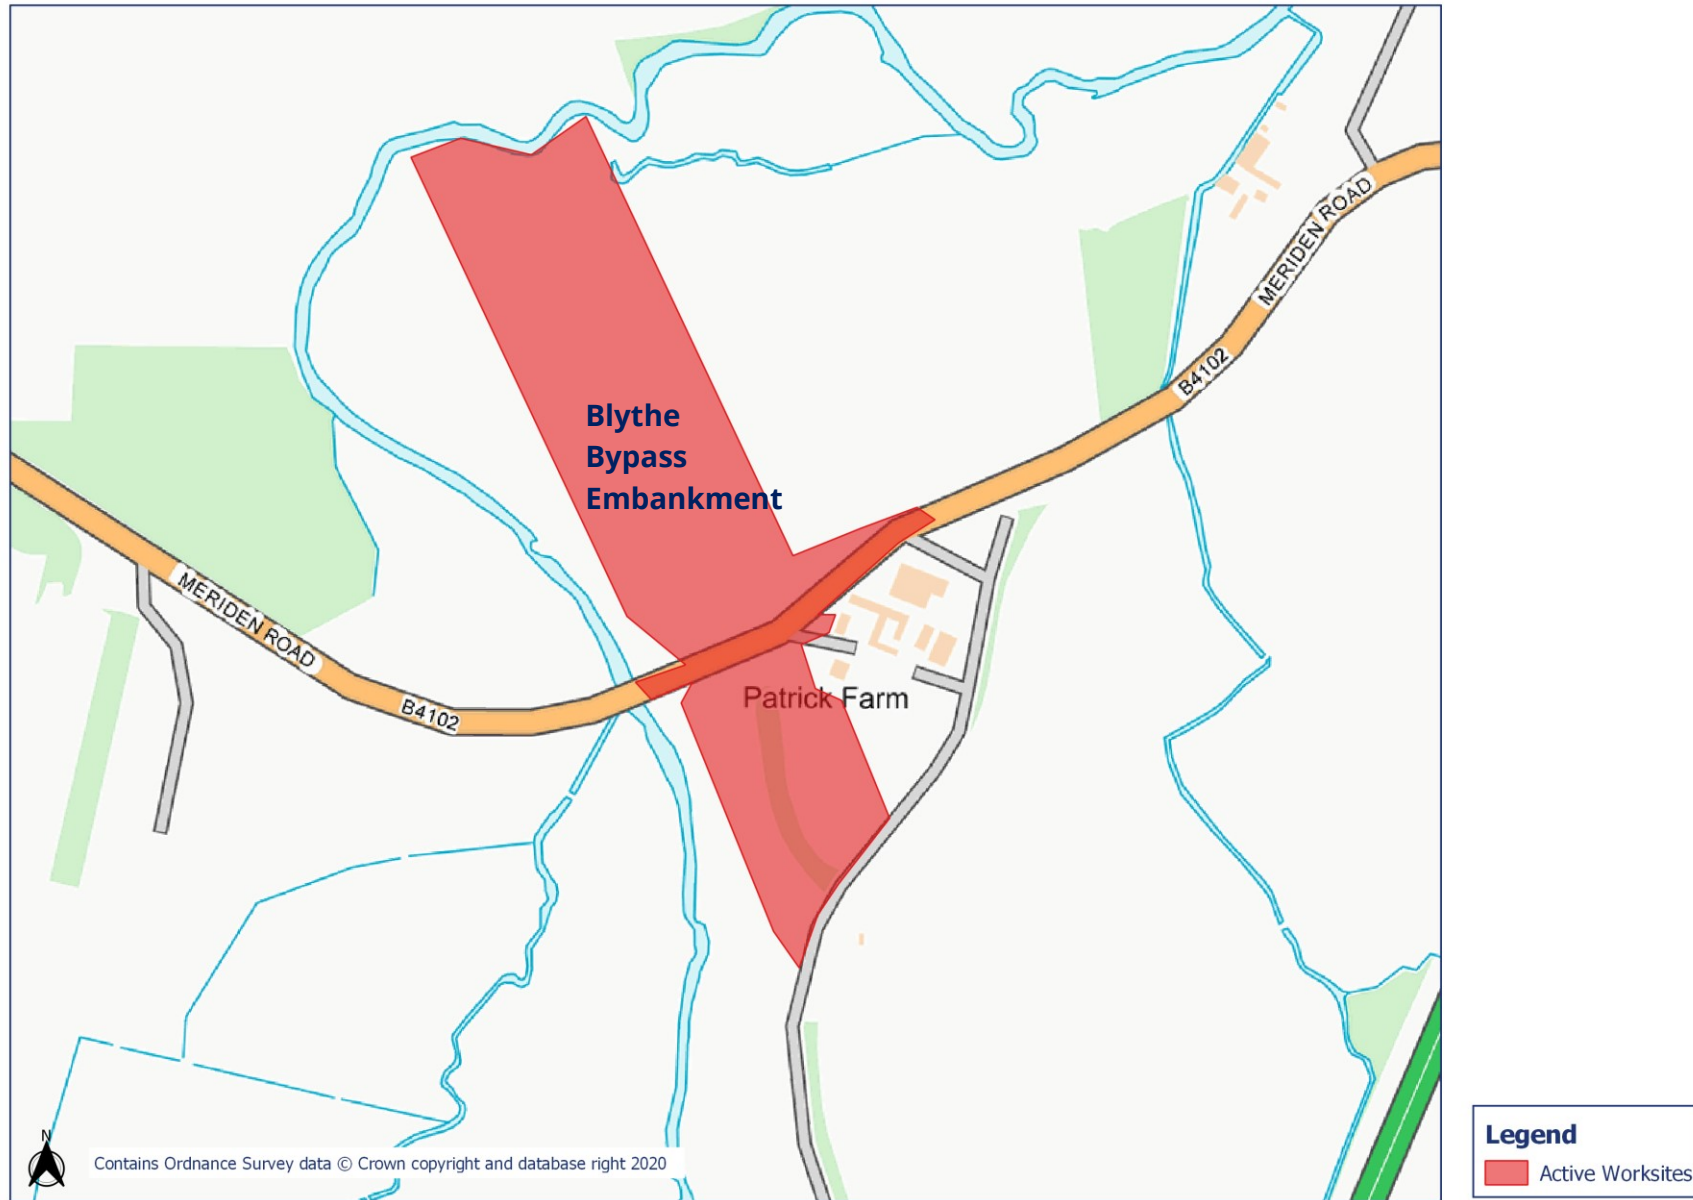 Blythe
Bypass
Embankment
MERIDEN ROAD
B4102
MERIDEN ROAD
B4102
Patrick Farm
N
Contains Ordnance Survey data © Crown copyright and database right 2020
Legend
Active Worksites